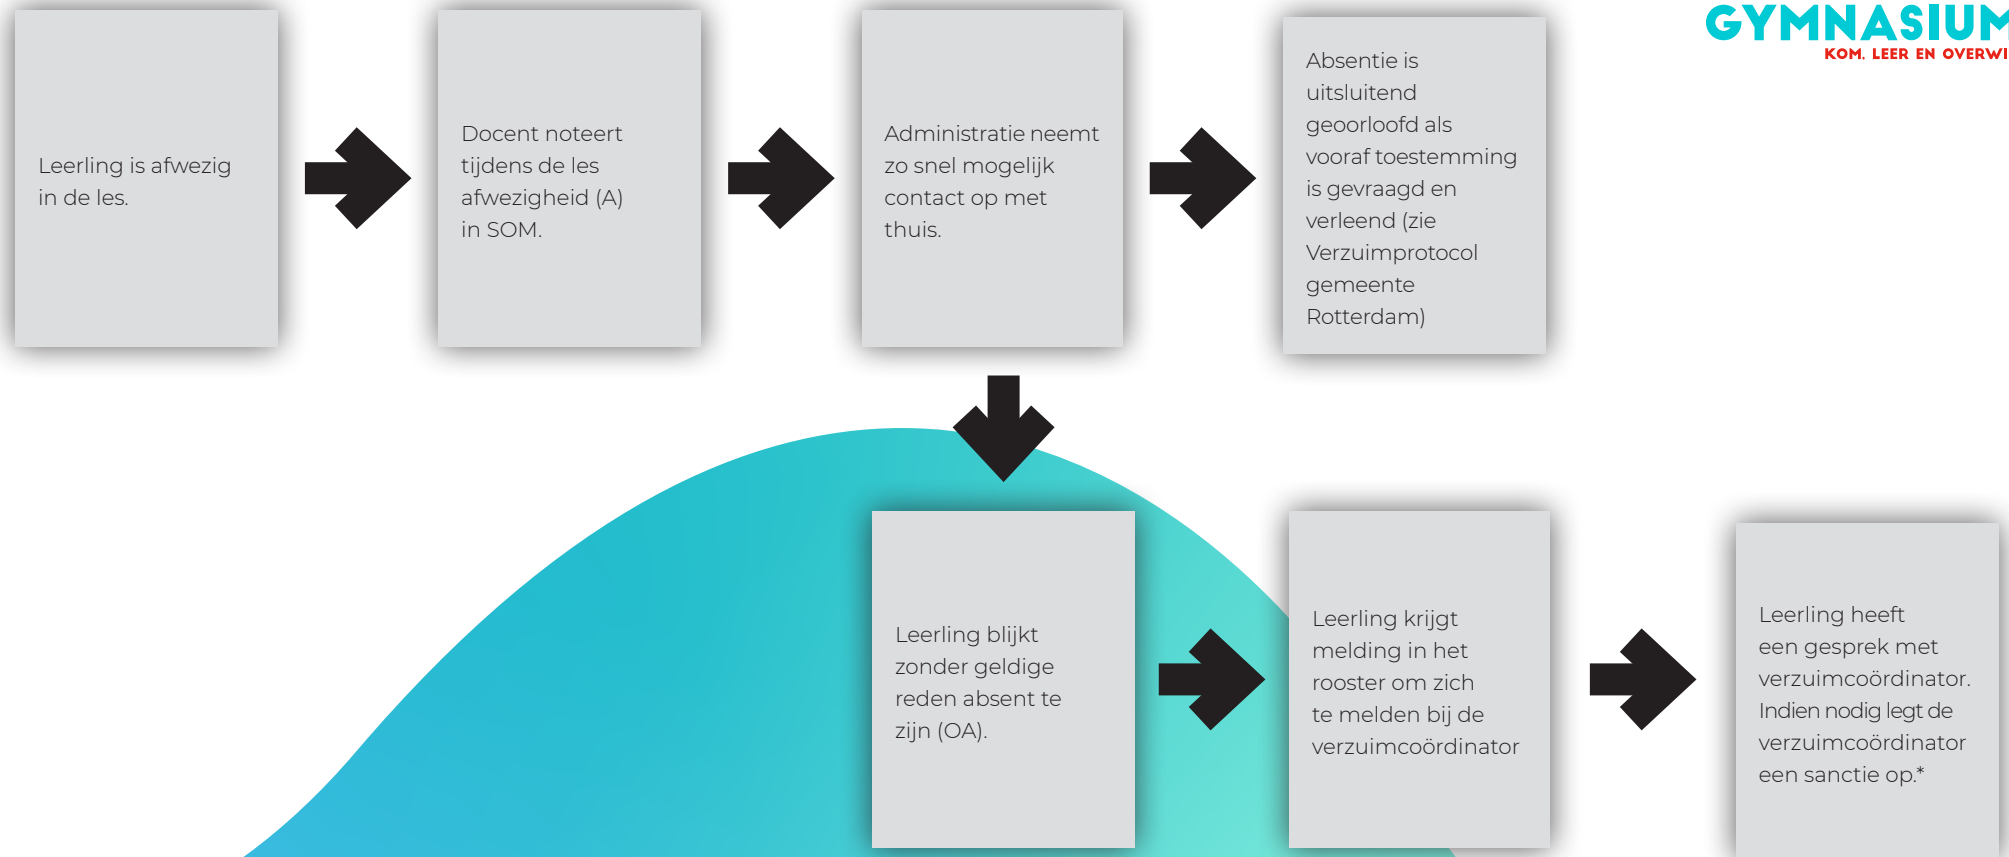 GYMNASIUM
KOM, LEER EN OVERWI
Leerling is afwezig
in de les.
Docent noteert
tijdens de les
afwezigheid (A)
in SOM.
Administratie neemt
zo snel mogelijk
contact op met
thuis.
Absentie is
uitsluitend
geoorloofd als
vooraf toestemming
is gevraagd en
verleend (zie
Verzuimprotocol
gemeente
Rotterdam)
Leerling blijkt
zonder geldige
reden absent te
zijn (OA).
Leerling krijgt
melding in het
rooster om zich
te melden bij de
verzuimcoördinator
Leerling heeft
een gesprek met
verzuimcoördinator.
Indien nodig legt de
verzuimcoördinator
een sanctie op.*